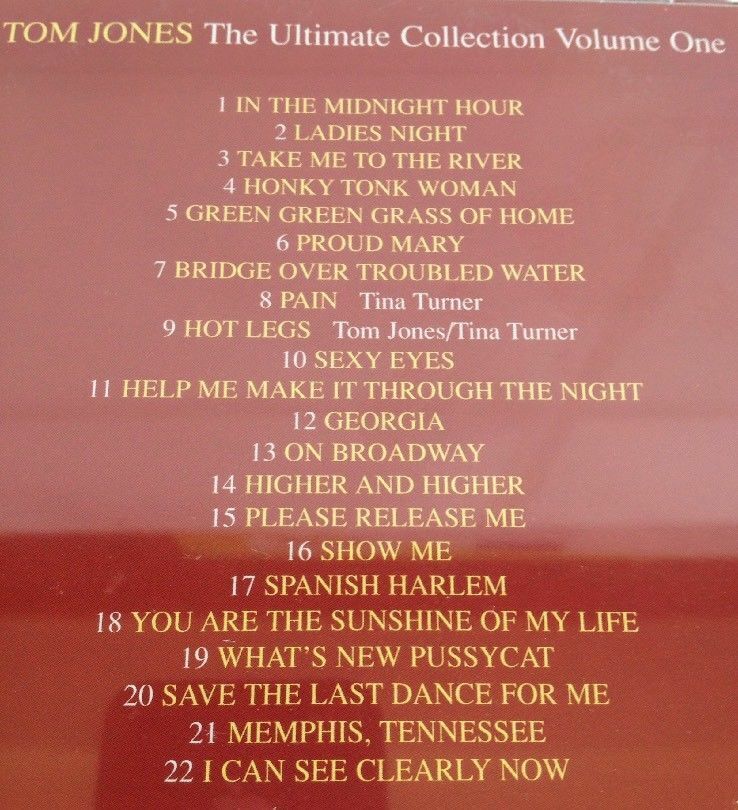 TOM JONES The Ultimate Collection Volume One
1 IN THE MIDNIGHT HOUR
2 LADIES NIGHT
3 TAKE ME TO THE RIVER
4 HONKY TONK WOMAN
5 GREEN GREEN GRASS OF HOME
6 PROUD MARY
7 BRIDGE OVER TROUBLED WATER
8 PAIN Tina Turner
9 HOT LEGS Tom Jones/Tina Turner
10 SEXY EYES
11 HELP ME MAKE IT THROUGH THE NIGHT
12 GEORGIA
13 ON BROADWAY
14 HIGHER AND HIGHER
15 PLEASE RELEASE ME
16 SHOW ME
17 SPANISH HARLEM
18 YOU ARE THE SUNSHINE OF MY LIFE
19 WHAT'S NEW PUSSYCAT
20 SAVE THE LAST DANCE FOR ME
21 MEMPHIS, TENNESSEE
22 I CAN SEE CLEARLY NOW